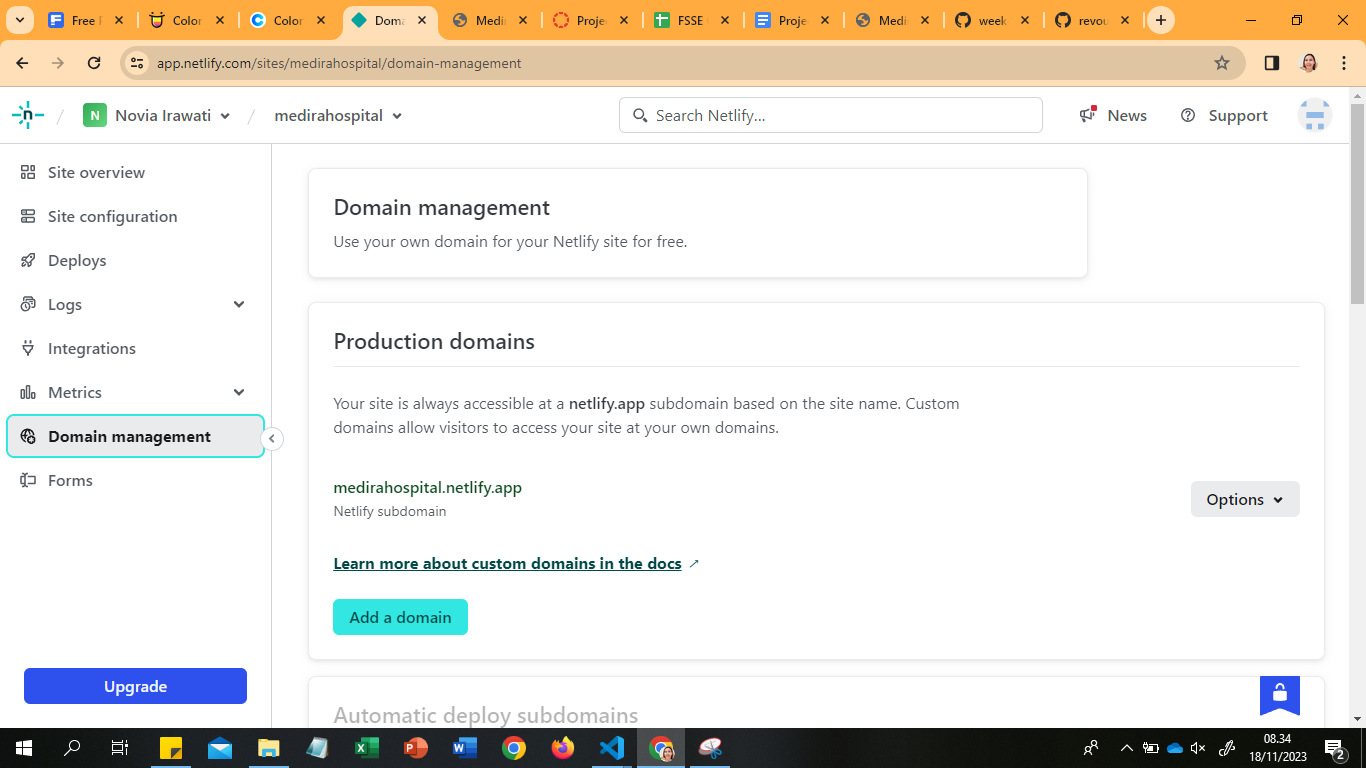 Free
Color
Color
Doma
Medir
Projec
FSSE
Projec
Medir
week
revou
app.netlify.com/sites/medirahospital/domain-management
n
N Novia Irawati
medirahospital
Search Netlify...
News
Support
Site overview
Site configuration
Deploys
Logs
Integrations
Metrics
Domain management
Forms
Upgrade
Domain management
Use your own domain for your Netlify site for free.
Production domains
Your site is always accessible at a netlify.app subdomain based on the site name. Custom
domains allow visitors to access your site at your own domains.
medirahospital.netlify.app
Netlify subdomain
Options
Learn more about custom domains in the docs
Add a domain
Automatic deploy subdomains
08.34
18/11/2023
2